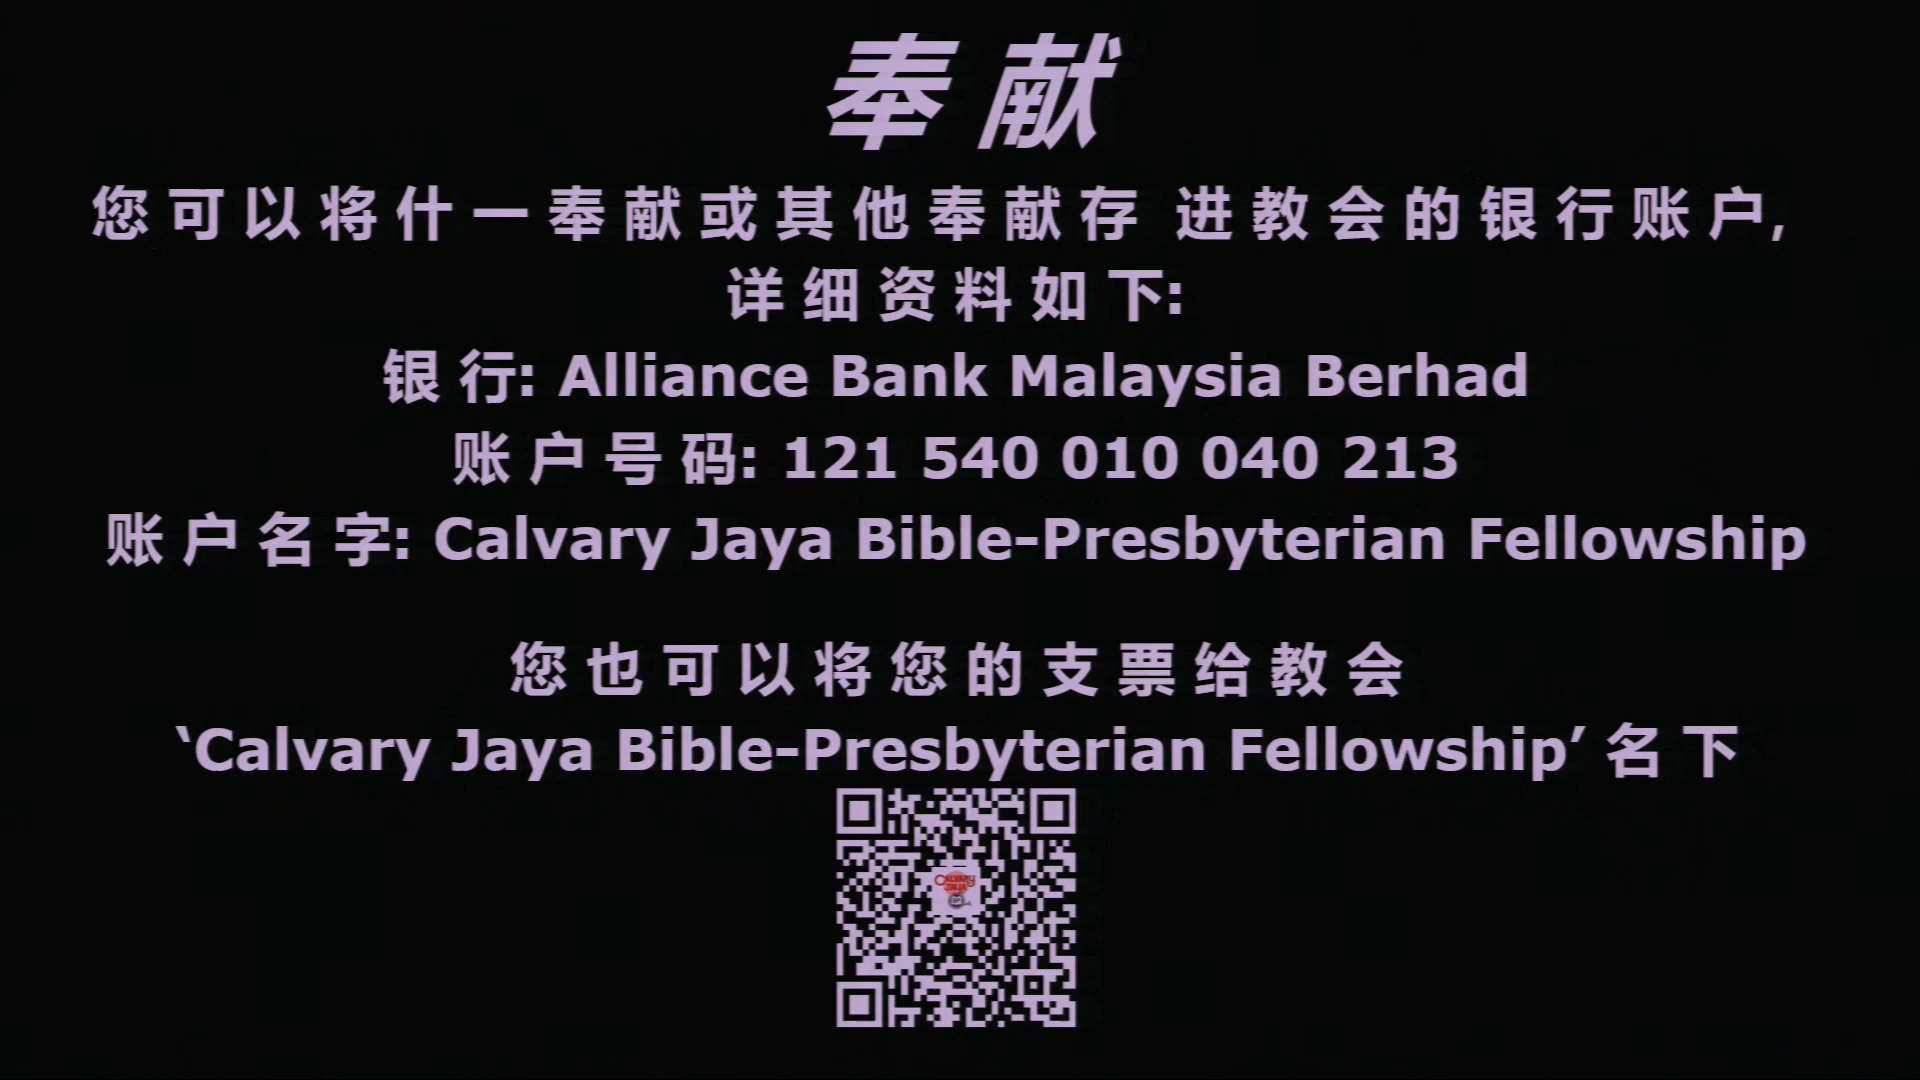 奉献
您可以将什一奉献或其他奉献存 进教会的银行账户,
详细资料如下:
银行: Alliance Bank Malaysia Berhad
账户号码: 121 540 010 040 213
账户名字: Calvary Jaya Bible-Presbyterian Fellowship
您也可以将您的支票给教会
‘Calvary Jaya Bible-Presbyterian Fellowship’ 名下
CALVARY
JAYA